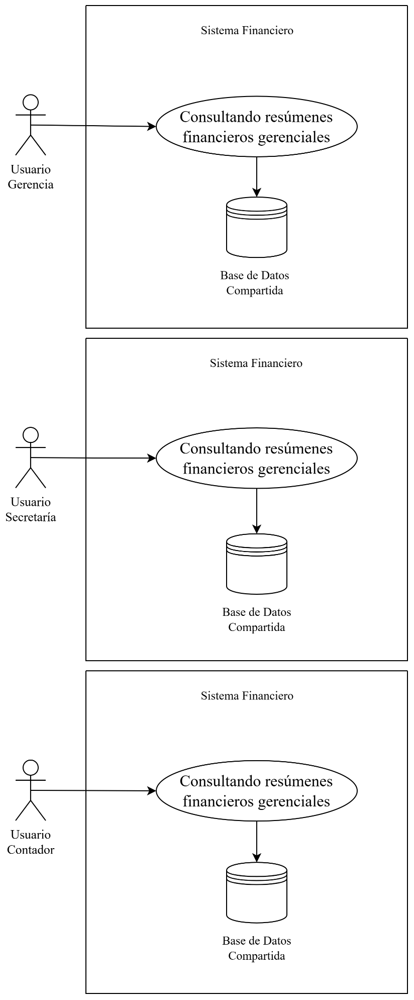 Sistema Financiero
Consultando resúmenes
financieros gerenciales
Usuario
Gerencia
Base de Datos
Compartida
Sistema Financiero
Consultando resúmenes
financieros gerenciales
Usuario
Secretaría
Base de Datos
Compartida
Sistema Financiero
Consultando resúmenes
financieros gerenciales
Usuario
Contador
Base de Datos
Compartida